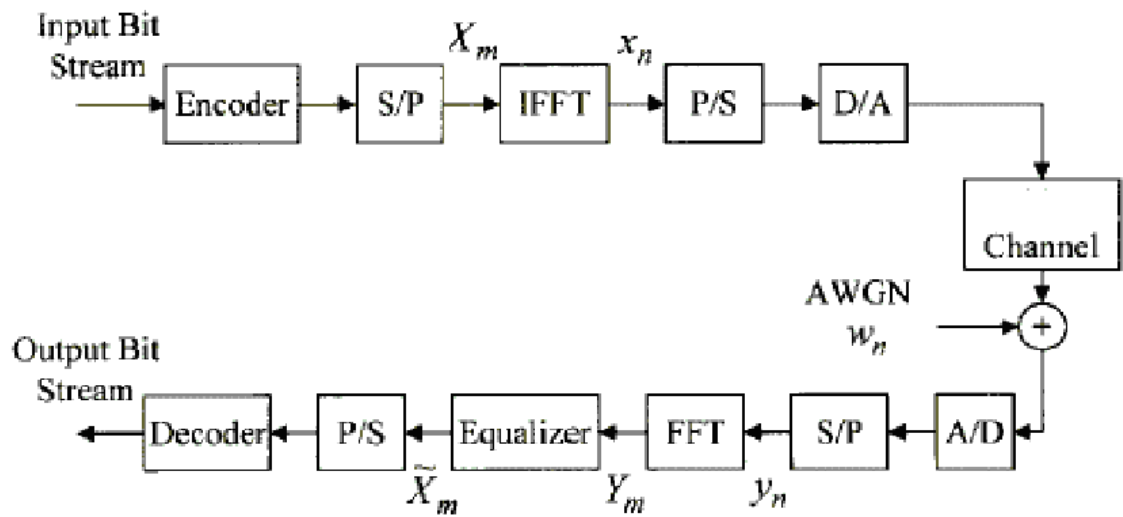 Input Bit
Stream
X_m
x_n
Encoder
S/P
IFFT
P/S
D/A
Channel
AWGN
w_n
+
Output Bit
Stream
Decoder
P/S
Equalizer
FFT
S/P
A/D
X̃_m
Y_m
y_n